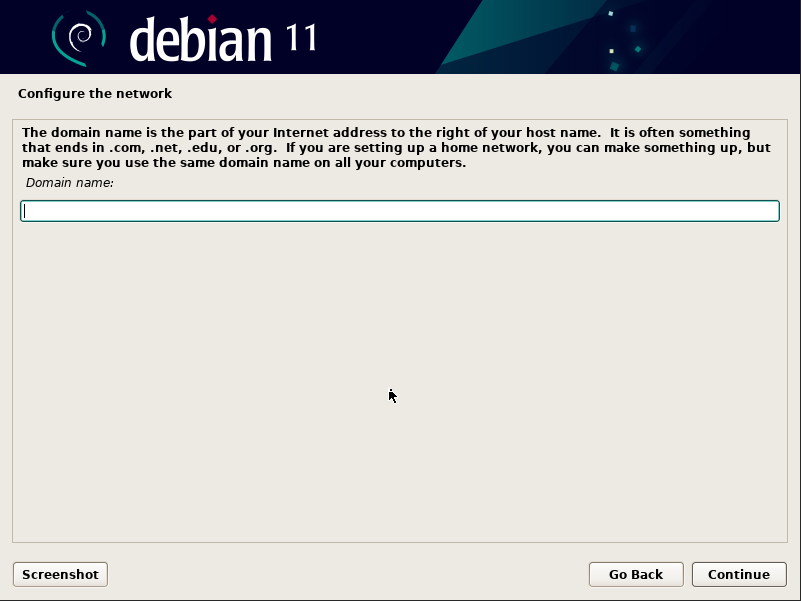 debian 11
Configure the network
The domain name is the part of your Internet address to the right of your host name.  It is often something
that ends in .com, .net, .edu, or .org.  If you are setting up a home network, you can make something up, but
make sure you use the same domain name on all your computers.
Domain name:
Screenshot
Go Back
Continue